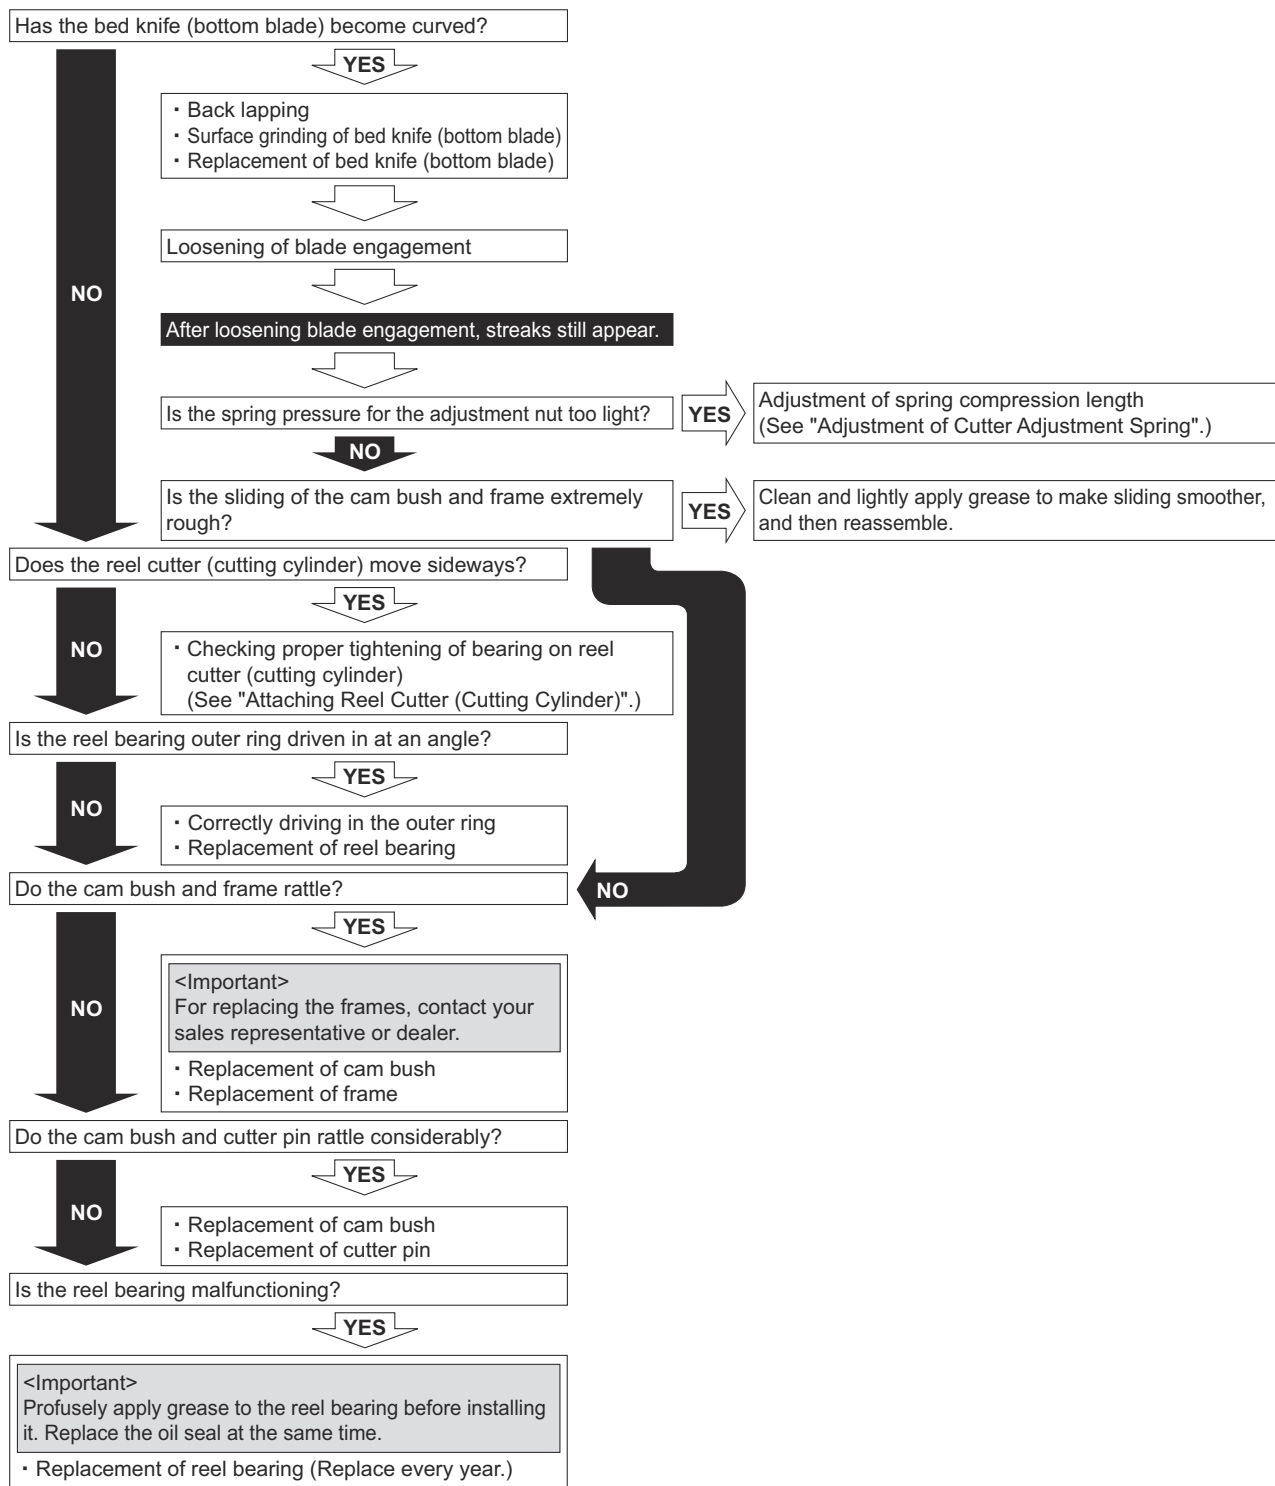 Has the bed knife (bottom blade) become curved?
YES
・Back lapping
・Surface grinding of bed knife (bottom blade)
・Replacement of bed knife (bottom blade)
Loosening of blade engagement
NO
After loosening blade engagement, streaks still appear.
Is the spring pressure for the adjustment nut too light?
YES
Adjustment of spring compression length
(See "Adjustment of Cutter Adjustment Spring".)
NO
Is the sliding of the cam bush and frame extremely
rough?
YES
Clean and lightly apply grease to make sliding smoother,
and then reassemble.
Does the reel cutter (cutting cylinder) move sideways?
YES
NO
・Checking proper tightening of bearing on reel
cutter (cutting cylinder)
(See "Attaching Reel Cutter (Cutting Cylinder)".)
Is the reel bearing outer ring driven in at an angle?
YES
NO
・Correctly driving in the outer ring
・Replacement of reel bearing
Do the cam bush and frame rattle?
NO
YES
<Important>
For replacing the frames, contact your
sales representative or dealer.
NO
・Replacement of cam bush
・Replacement of frame
Do the cam bush and cutter pin rattle considerably?
YES
NO
・Replacement of cam bush
・Replacement of cutter pin
Is the reel bearing malfunctioning?
YES
<Important>
Profusely apply grease to the reel bearing before installing
it. Replace the oil seal at the same time.
・Replacement of reel bearing (Replace every year.)